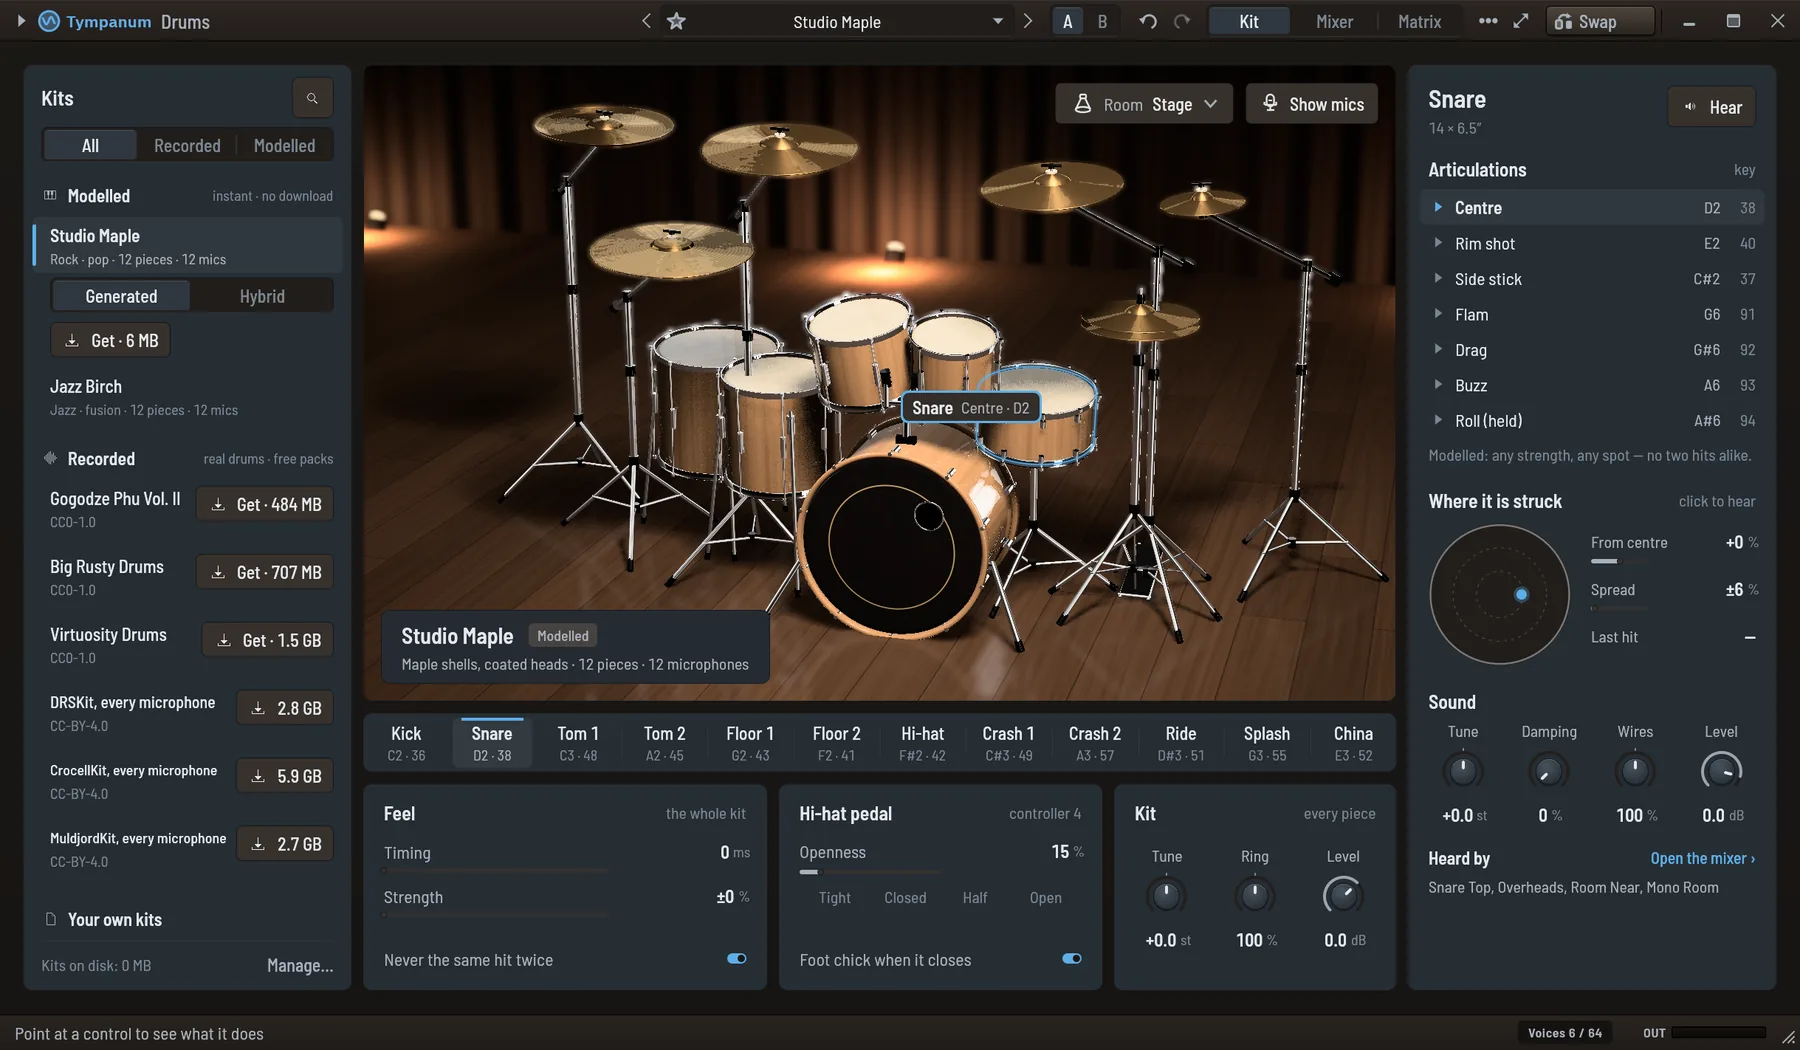 Tympanum Drums
Studio Maple
A B
Kit Mixer Matrix
Swap
Kits
All Recorded Modelled
Modelled instant · no download
Studio Maple
Rock · pop · 12 pieces · 12 mics
Generated Hybrid
Get · 6 MB
Jazz Birch
Jazz · fusion · 12 pieces · 12 mics
Recorded real drums · free packs
Gogodze Phu Vol. II Get · 484 MB
CC0-1.0
Big Rusty Drums Get · 707 MB
CC0-1.0
Virtuosity Drums Get · 1.5 GB
CC0-1.0
DRSKit, every microphone 2.8 GB
CC-BY-4.0
CrocellKit, every microphone 5.9 GB
CC-BY-4.0
MuldjordKit, every microphone 2.7 GB
CC-BY-4.0
Your own kits
Kits on disk: 0 MB Manage...
Room Stage
Show mics
Snare Centre · D2
Studio Maple Modelled
Maple shells, coated heads · 12 pieces · 12 microphones
Kick Snare Tom 1 Tom 2 Floor 1 Floor 2 Hi-hat Crash 1 Crash 2 Ride Splash China
C2 · 36 D2 · 38 C3 · 48 A2 · 45 G2 · 43 F2 · 41 F#2 · 42 C#3 · 49 A3 · 57 D#3 · 51 G3 · 55 E3 · 52
Feel the whole kit
Timing 0 ms
Strength ±0 %
Never the same hit twice
Hi-hat pedal controller 4
Openness 15 %
Tight Closed Half Open
Foot chick when it closes
Kit every piece
Tune Ring Level
+0.0 st 100 % 0.0 dB
Snare
14 × 6.5″
Hear
Articulations key
Centre D2 38
Rim shot E2 40
Side stick C#2 37
Flam G6 91
Drag G#6 92
Buzz A6 93
Roll (held) A#6 94
Modelled: any strength, any spot — no two hits alike.
Where it is struck click to hear
From centre +0 %
Spread ±6 %
Last hit –
Sound
Tune Damping Wires Level
+0.0 st 0 % 100 % 0.0 dB
Heard by Open the mixer ›
Snare Top, Overheads, Room Near, Mono Room
Point at a control to see what it does
Voices 6 / 64
OUT